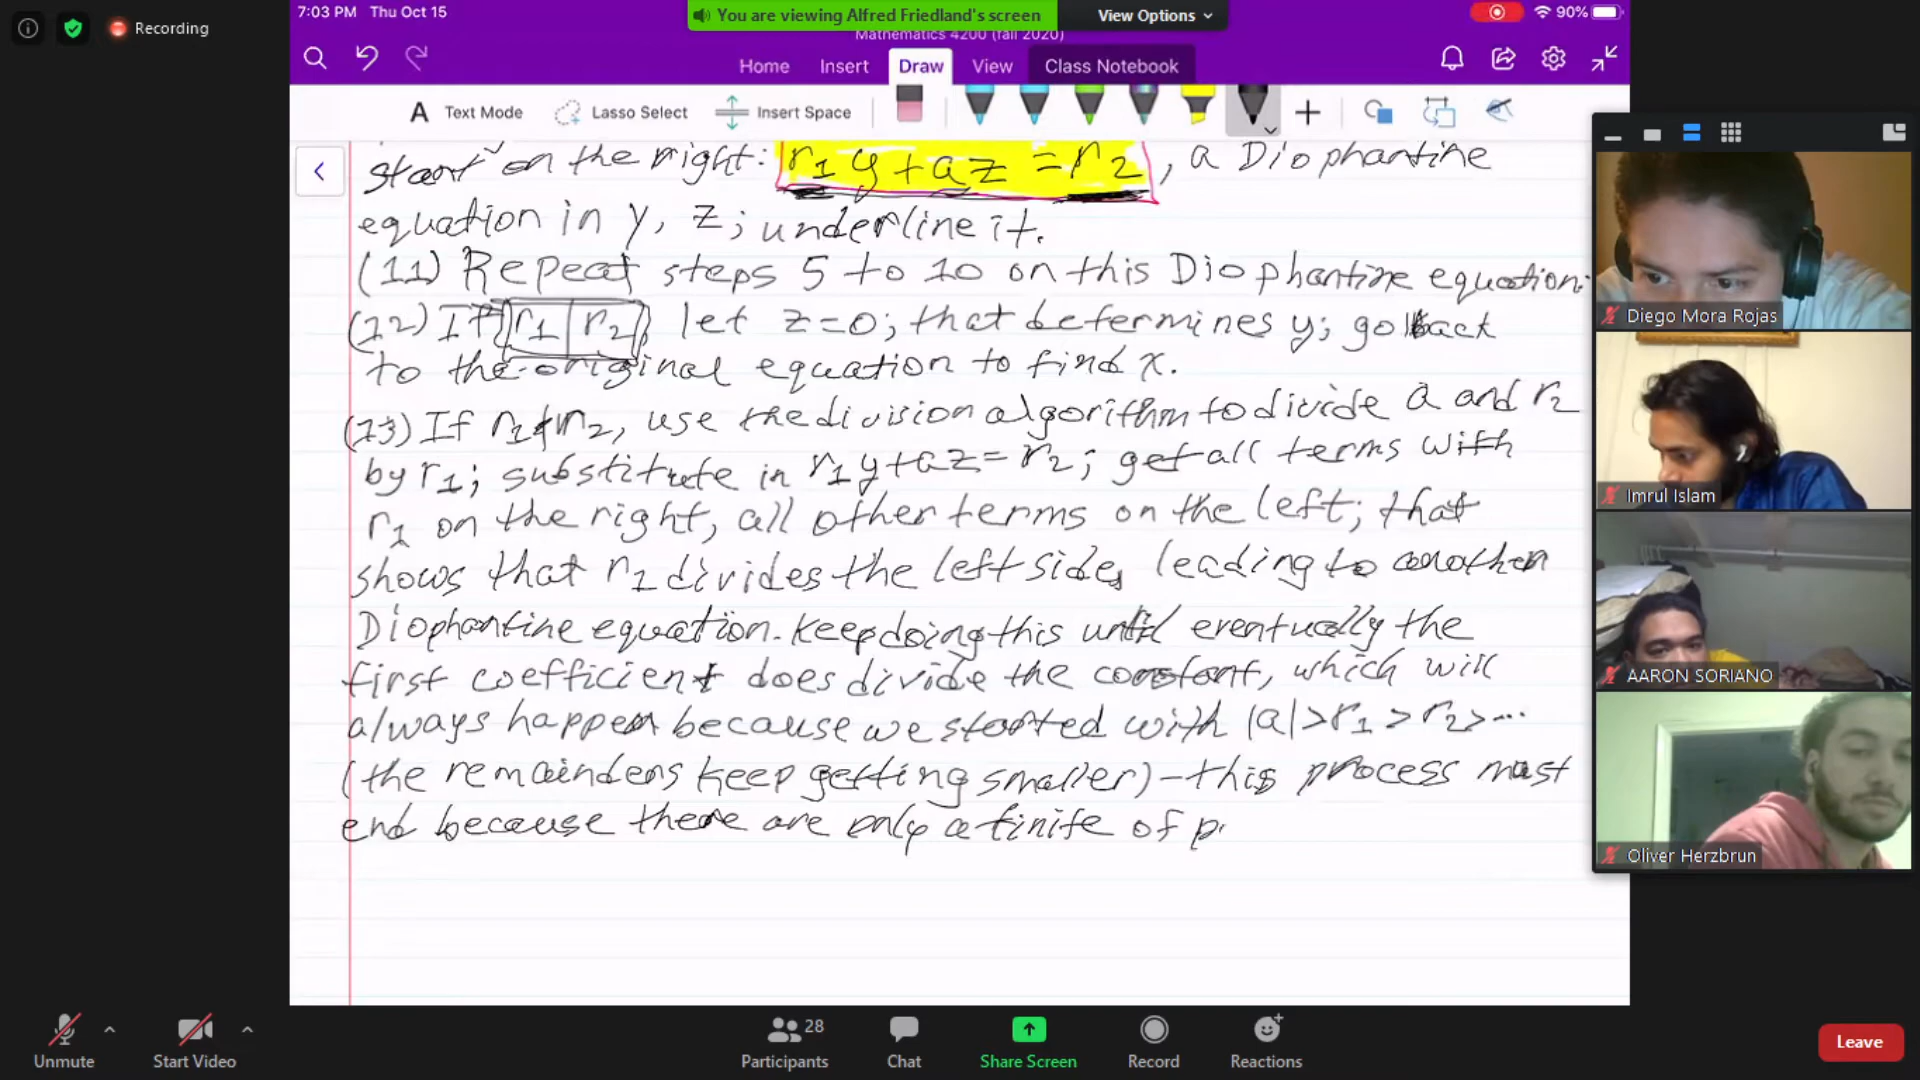 7:03 PM Thu Oct 15
You are viewing Alfred Friedland's screen
View Options
90%
Recording
Mathematics 4200 (fall 2020)
Home Insert Draw View Class Notebook
A Text Mode Lasso Select Insert Space
start on the right: r1 y + az = r2, a Diophantine
equation in y, z; underline it.
(11) Repeat steps 5 to 10 on this Diophantine equation.
(12) If r1 | r2, let z=0; that determines y; go back
to the original equation to find x.
(13) If r1 ∤ r2, use the division algorithm to divide a and r2
by r1; substitute in r1 y + az = r2; get all terms with
r1 on the right, all other terms on the left; that
shows that r1 divides the left side, leading to another
Diophantine equation. Keep doing this until eventually the
first coefficient does divide the constant, which will
always happen because we started with |a| > r1 > r2 > ...
(the remainders keep getting smaller) – this process must
end because there are only a finite of p
Diego Mora Rojas
Imrul Islam
AARON SORIANO
Oliver Herzbrun
Unmute
Start Video
28
Participants
Chat
Share Screen
Record
Reactions
Leave